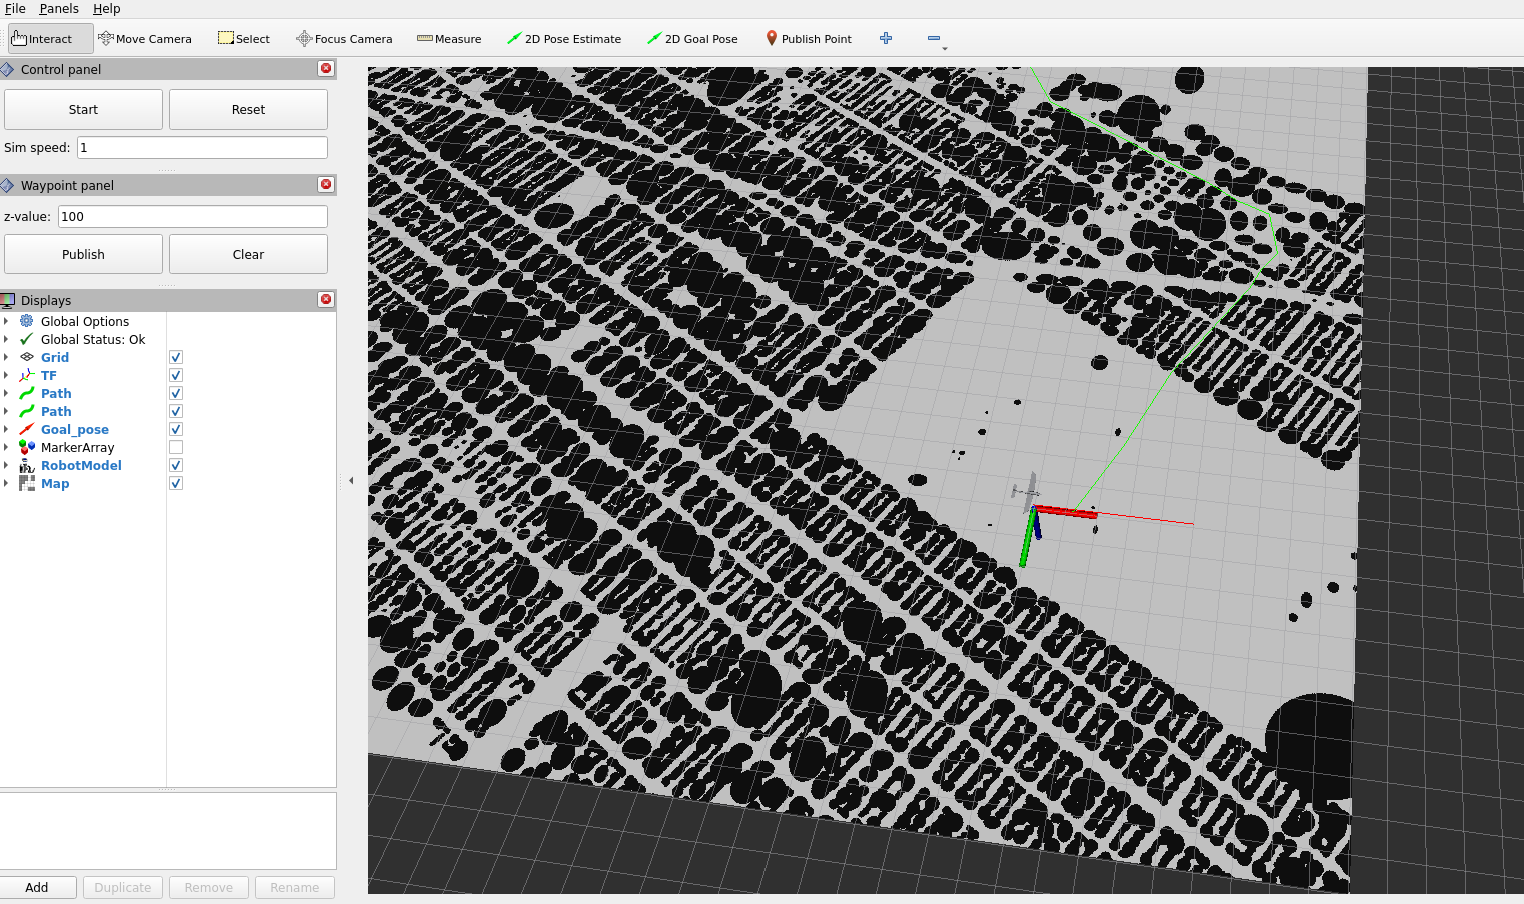 File Panels Help
Interact Move Camera Select Focus Camera Measure 2D Pose Estimate 2D Goal Pose Publish Point
Control panel
Start Reset
Sim speed: 1
Waypoint panel
z-value: 100
Publish Clear
Displays
Global Options
Global Status: Ok
Grid
TF
Path
Path
Goal_pose
MarkerArray
RobotModel
Map
Add Duplicate Remove Rename